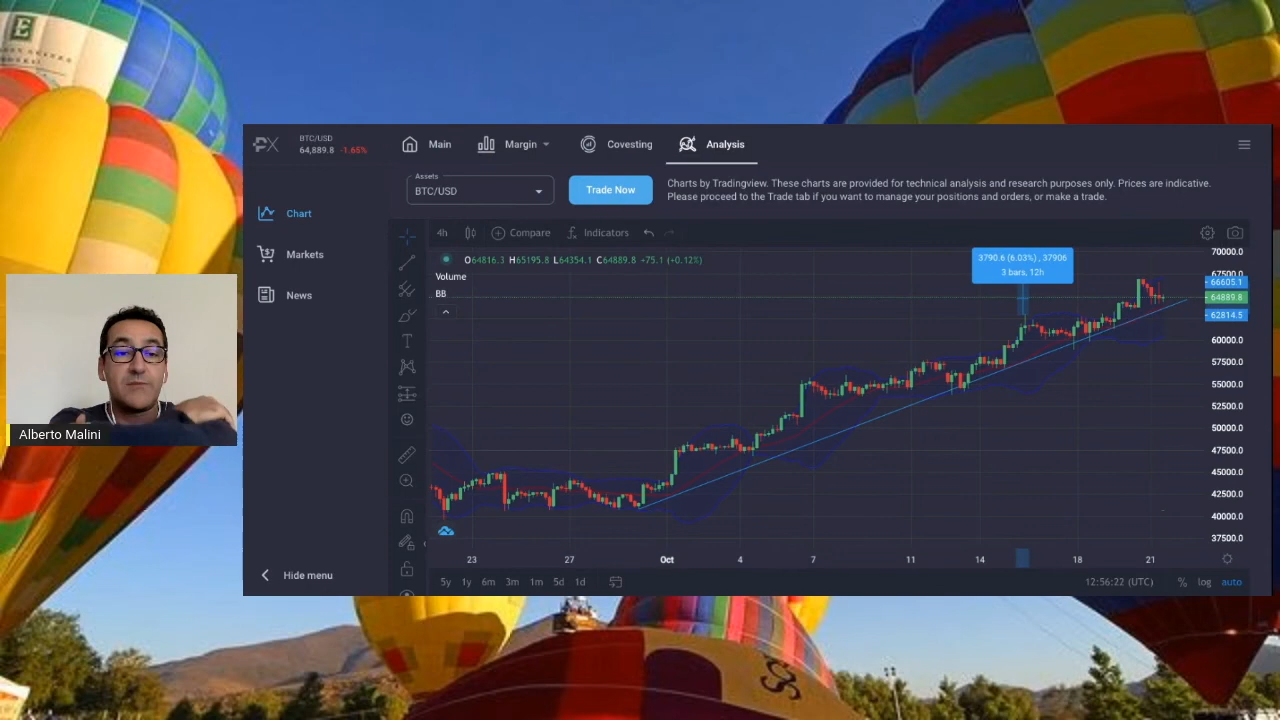 E
PX
BTC/USD
64,889.8 -1.65%
Main
Margin
Covesting
Analysis
Assets
BTC/USD
Trade Now
Charts by Tradingview. These charts are provided for technical analysis and research purposes only. Prices are indicative.
Please proceed to the Trade tab if you want to manage your positions and orders, or make a trade.
Chart
Markets
News
Hide menu
4h
Compare
Indicators
O64816.3 H65195.8 L64354.1 C64889.8 +75.1 (+0.12%)
Volume
BB
3790.6 (6.03%) , 37906
3 bars, 12h
70000.0
67500.0
66605.1
64889.8
62814.5
60000.0
57500.0
55000.0
52500.0
50000.0
47500.0
45000.0
42500.0
40000.0
37500.0
23 27 Oct 4 7 11 14 18 21
5y 1y 6m 3m 1m 5d 1d
12:56:22 (UTC) % log auto
Alberto Malini